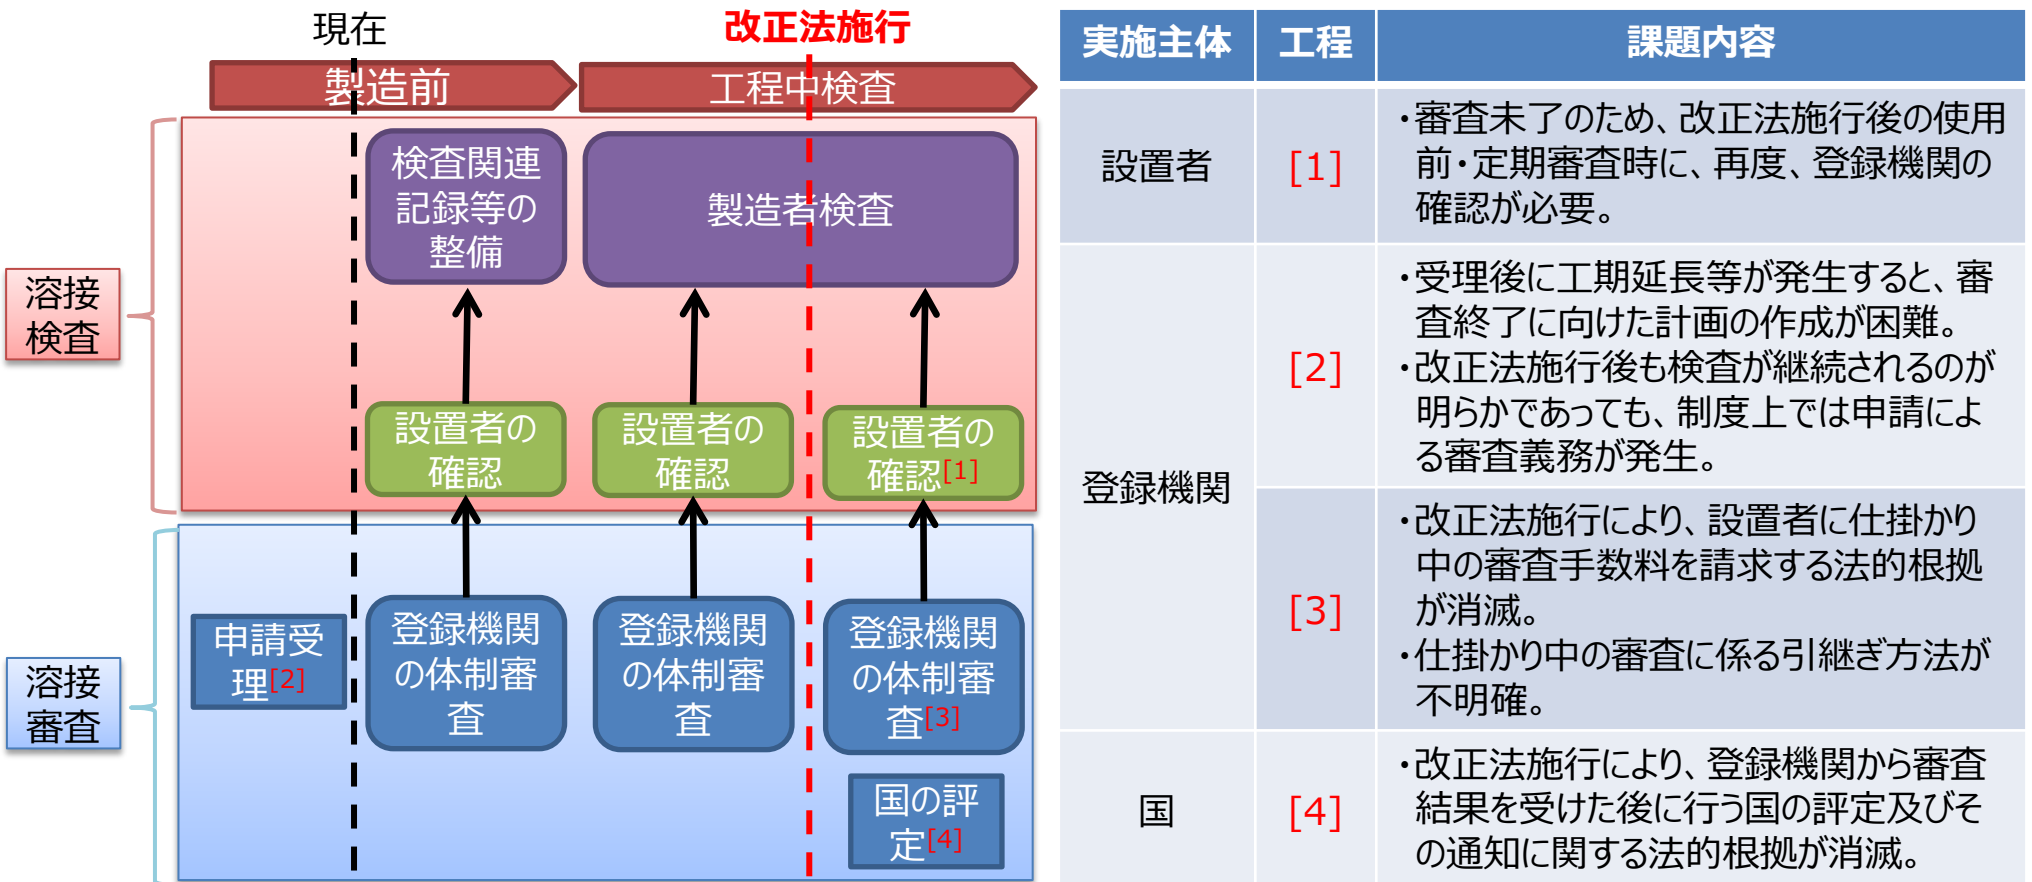 現在
改正法施行
製造前
工程中検査
検査関連
記録等の
整備
製造者検査
溶接
検査
設置者の
確認
設置者の
確認
設置者の
確認[1]
申請受
理[2]
登録機関
の体制審
査
登録機関
の体制審
査
登録機関
の体制審
査[3]
溶接
審査
国の評
定[4]
実施主体 工程 課題内容
設置者
[1]
・審査未了のため、改正法施行後の使用
前・定期審査時に、再度、登録機関の
確認が必要。
登録機関
[2]
・受理後に工期延長等が発生すると、審
査終了に向けた計画の作成が困難。
・改正法施行後も検査が継続されるのが
明らかであっても、制度上では申請によ
る審査義務が発生。
[3]
・改正法施行により、設置者に仕掛かり
中の審査手数料を請求する法的根拠
が消滅。
・仕掛かり中の審査に係る引継ぎ方法が
不明確。
国
[4]
・改正法施行により、登録機関から審査
結果を受けた後に行う国の評定及びそ
の通知に関する法的根拠が消滅。